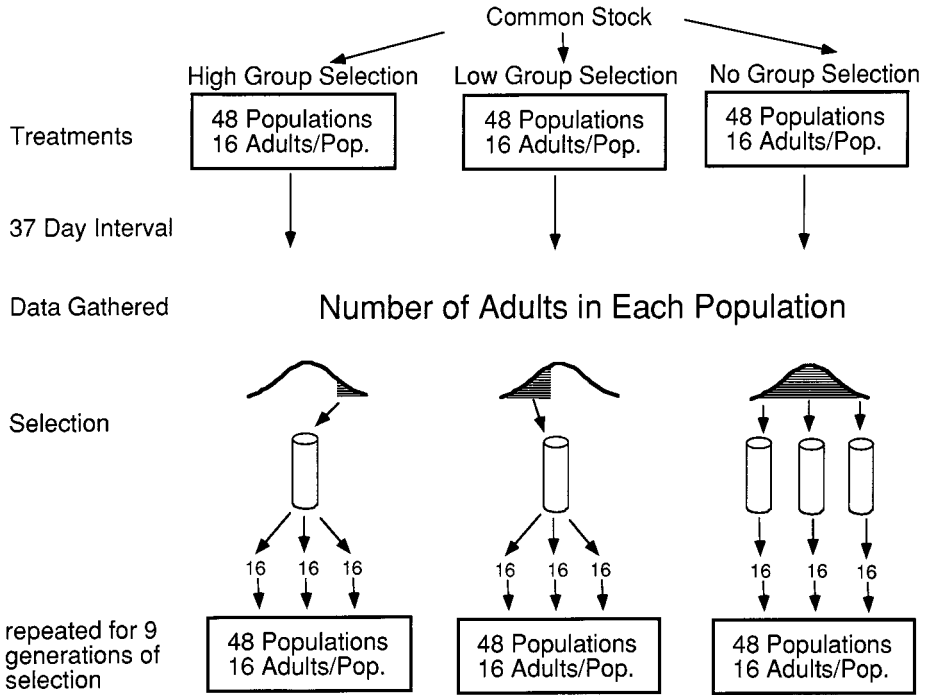 Common Stock
High Group Selection
Low Group Selection
No Group Selection
Treatments
48 Populations
16 Adults/Pop.
48 Populations
16 Adults/Pop.
48 Populations
16 Adults/Pop.
37 Day Interval
Data Gathered
Number of Adults in Each Population
Selection
16 16 16
16 16 16
16 16 16
repeated for 9
generations of
selection
48 Populations
16 Adults/Pop.
48 Populations
16 Adults/Pop.
48 Populations
16 Adults/Pop.